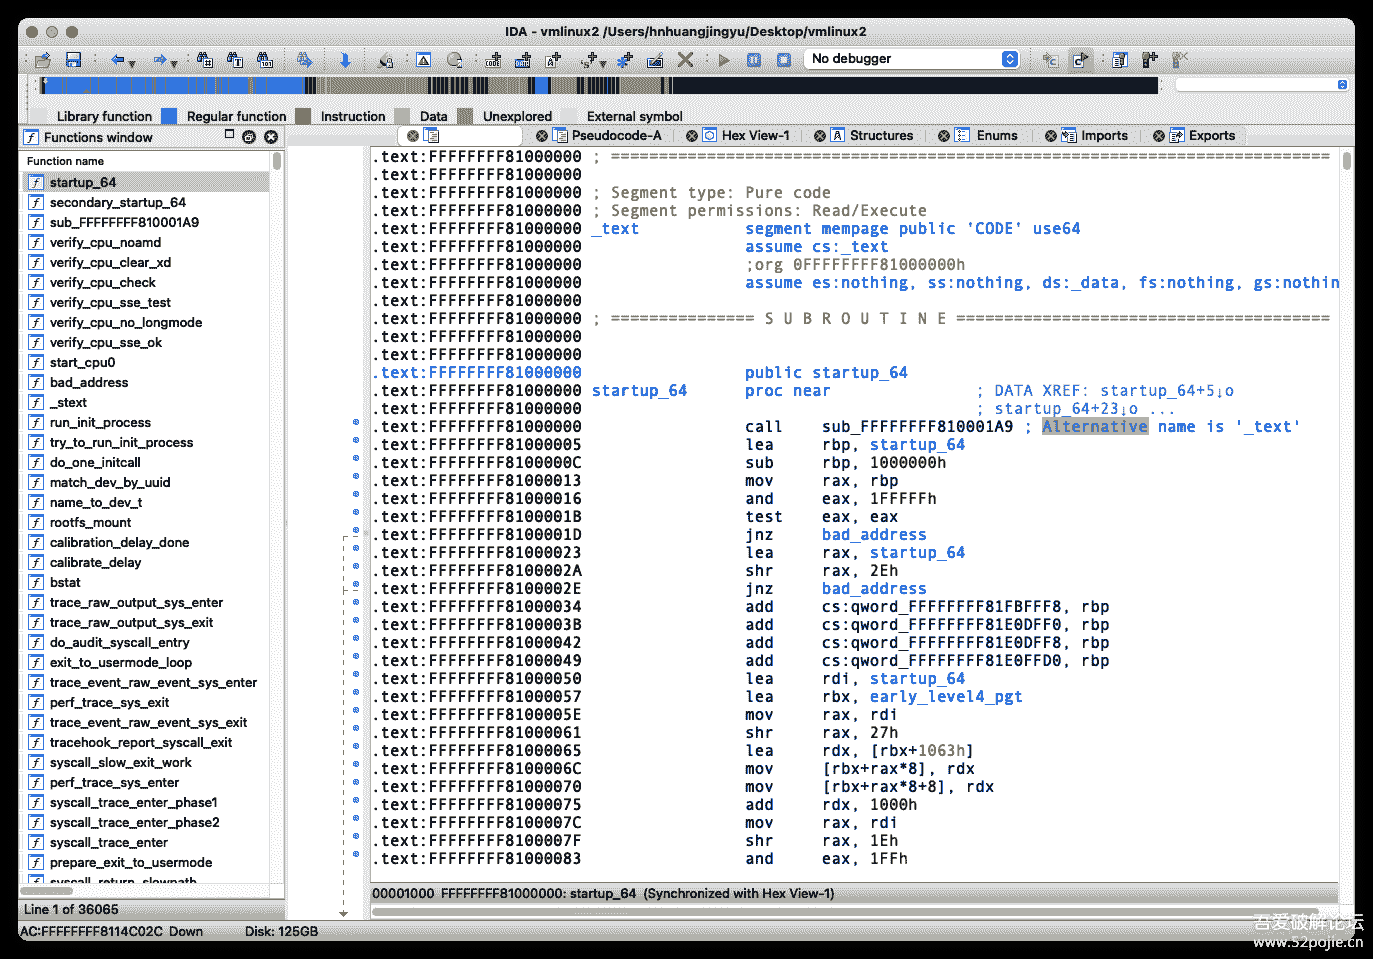 IDA - vmlinux2 /Users/hnhuangjingyu/Desktop/vmlinux2
No debugger
Library function Regular function Instruction Data Unexplored External symbol
Functions window
Pseudocode-A Hex View-1 Structures Enums Imports Exports
Function name
startup_64
secondary_startup_64
sub_FFFFFFFF810001A9
verify_cpu_noamd
verify_cpu_clear_xd
verify_cpu_check
verify_cpu_sse_test
verify_cpu_no_longmode
verify_cpu_sse_ok
start_cpu0
bad_address
_stext
run_init_process
try_to_run_init_process
do_one_initcall
match_dev_by_uuid
name_to_dev_t
rootfs_mount
calibration_delay_done
calibrate_delay
bstat
trace_raw_output_sys_enter
trace_raw_output_sys_exit
do_audit_syscall_entry
exit_to_usermode_loop
trace_event_raw_event_sys_enter
perf_trace_sys_exit
trace_event_raw_event_sys_exit
tracehook_report_syscall_exit
syscall_slow_exit_work
perf_trace_sys_enter
syscall_trace_enter_phase1
syscall_trace_enter_phase2
syscall_trace_enter
prepare_exit_to_usermode
syscall_return_slowpath
Line 1 of 36065
.text:FFFFFFFF81000000 ; ===========================================================================
.text:FFFFFFFF81000000
.text:FFFFFFFF81000000 ; Segment type: Pure code
.text:FFFFFFFF81000000 ; Segment permissions: Read/Execute
.text:FFFFFFFF81000000 _text segment mempage public 'CODE' use64
.text:FFFFFFFF81000000 assume cs:_text
.text:FFFFFFFF81000000 ;org 0FFFFFFFF81000000h
.text:FFFFFFFF81000000 assume es:nothing, ss:nothing, ds:_data, fs:nothing, gs:nothin
.text:FFFFFFFF81000000
.text:FFFFFFFF81000000 ; =============== S U B R O U T I N E =======================================
.text:FFFFFFFF81000000
.text:FFFFFFFF81000000
.text:FFFFFFFF81000000 public startup_64
.text:FFFFFFFF81000000 startup_64 proc near ; DATA XREF: startup_64+5↓o
.text:FFFFFFFF81000000 ; startup_64+23↓o ...
.text:FFFFFFFF81000000 call sub_FFFFFFFF810001A9 ; Alternative name is '_text'
.text:FFFFFFFF81000005 lea rbp, startup_64
.text:FFFFFFFF8100000C sub rbp, 1000000h
.text:FFFFFFFF81000013 mov rax, rbp
.text:FFFFFFFF81000016 and eax, 1FFFFFh
.text:FFFFFFFF8100001B test eax, eax
.text:FFFFFFFF8100001D jnz bad_address
.text:FFFFFFFF81000023 lea rax, startup_64
.text:FFFFFFFF8100002A shr rax, 2Eh
.text:FFFFFFFF8100002E jnz bad_address
.text:FFFFFFFF81000034 add cs:qword_FFFFFFFF81FBFFF8, rbp
.text:FFFFFFFF8100003B add cs:qword_FFFFFFFF81E0DFF0, rbp
.text:FFFFFFFF81000042 add cs:qword_FFFFFFFF81E0DFF8, rbp
.text:FFFFFFFF81000049 add cs:qword_FFFFFFFF81E0FFD0, rbp
.text:FFFFFFFF81000050 lea rdi, startup_64
.text:FFFFFFFF81000057 lea rbx, early_level4_pgt
.text:FFFFFFFF8100005E mov rax, rdi
.text:FFFFFFFF81000061 shr rax, 27h
.text:FFFFFFFF81000065 lea rdx, [rbx+1063h]
.text:FFFFFFFF8100006C mov [rbx+rax*8], rdx
.text:FFFFFFFF81000070 mov [rbx+rax*8+8], rdx
.text:FFFFFFFF81000075 add rdx, 1000h
.text:FFFFFFFF8100007C mov rax, rdi
.text:FFFFFFFF8100007F shr rax, 1Eh
.text:FFFFFFFF81000083 and eax, 1FFh
00001000 FFFFFFFF81000000: startup_64 (Synchronized with Hex View-1)
AC:FFFFFFFF8114C02C Down Disk: 125GB
吾爱破解论坛
www.52pojie.cn